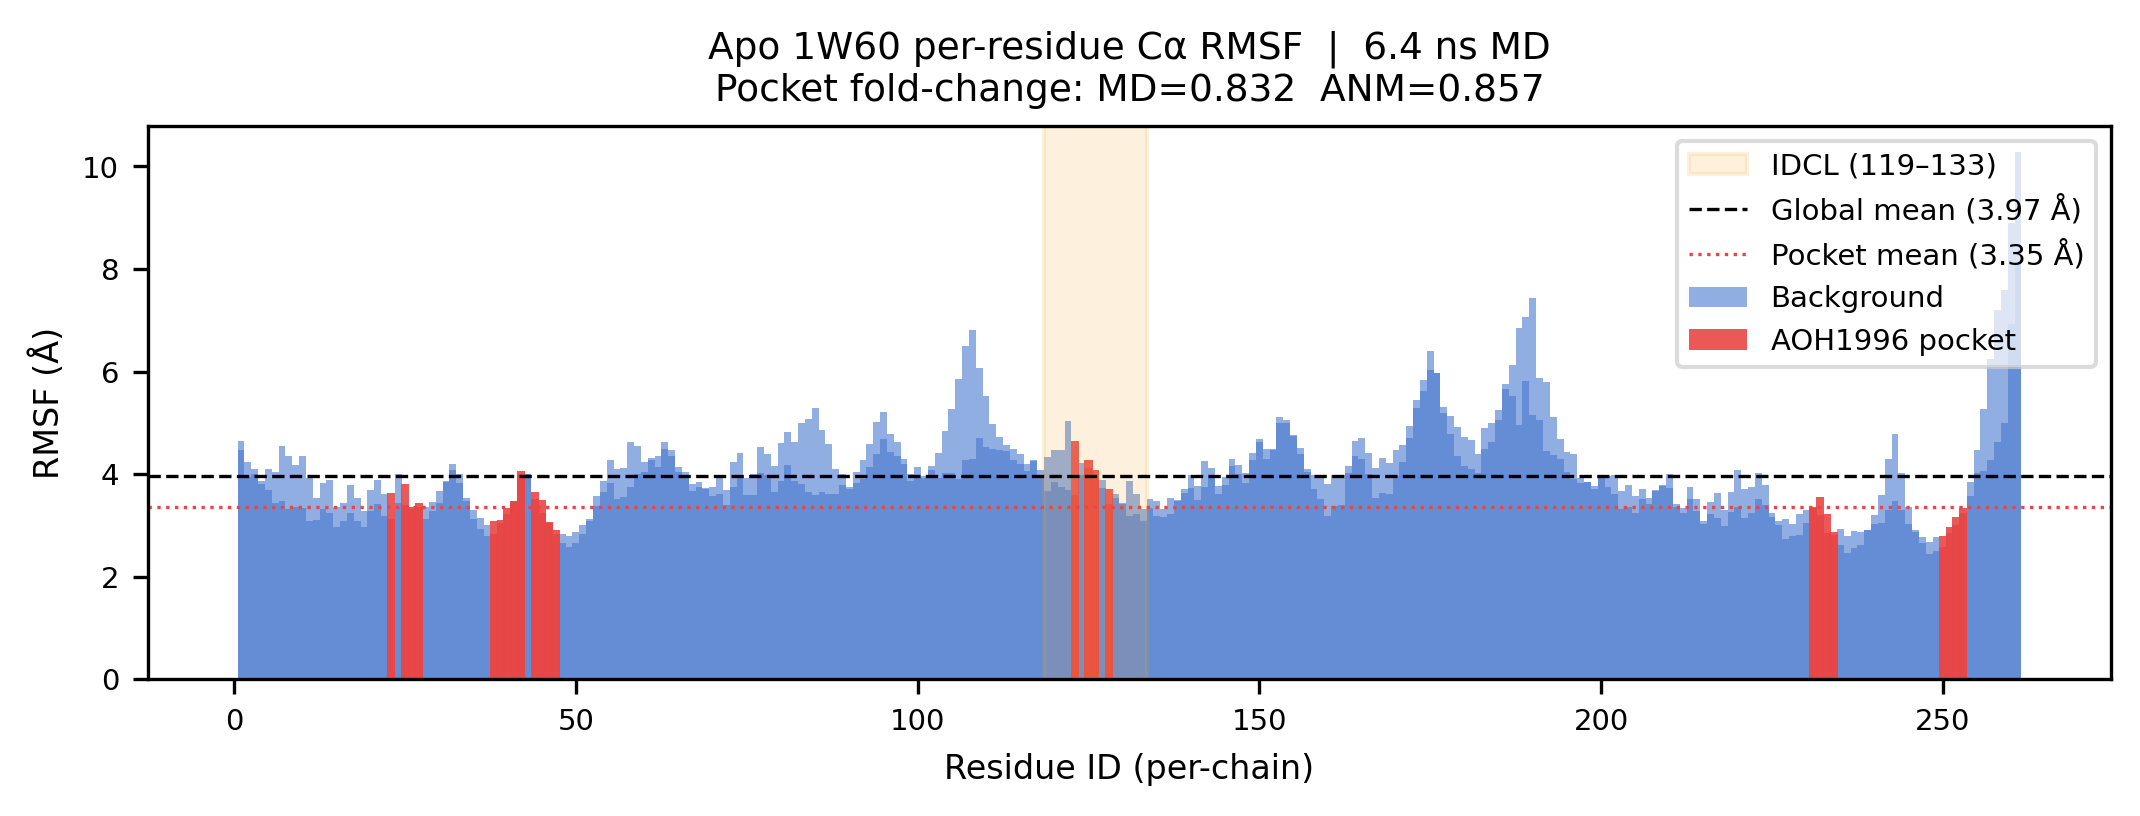 Apo 1W60 per-residue Cα RMSF | 6.4 ns MD
Pocket fold-change: MD=0.832 ANM=0.857
RMSF (Å)
10
8
6
4
2
0
IDCL (119–133)
Global mean (3.97 Å)
Pocket mean (3.35 Å)
Background
AOH1996 pocket
0 50 100 150 200 250
Residue ID (per-chain)